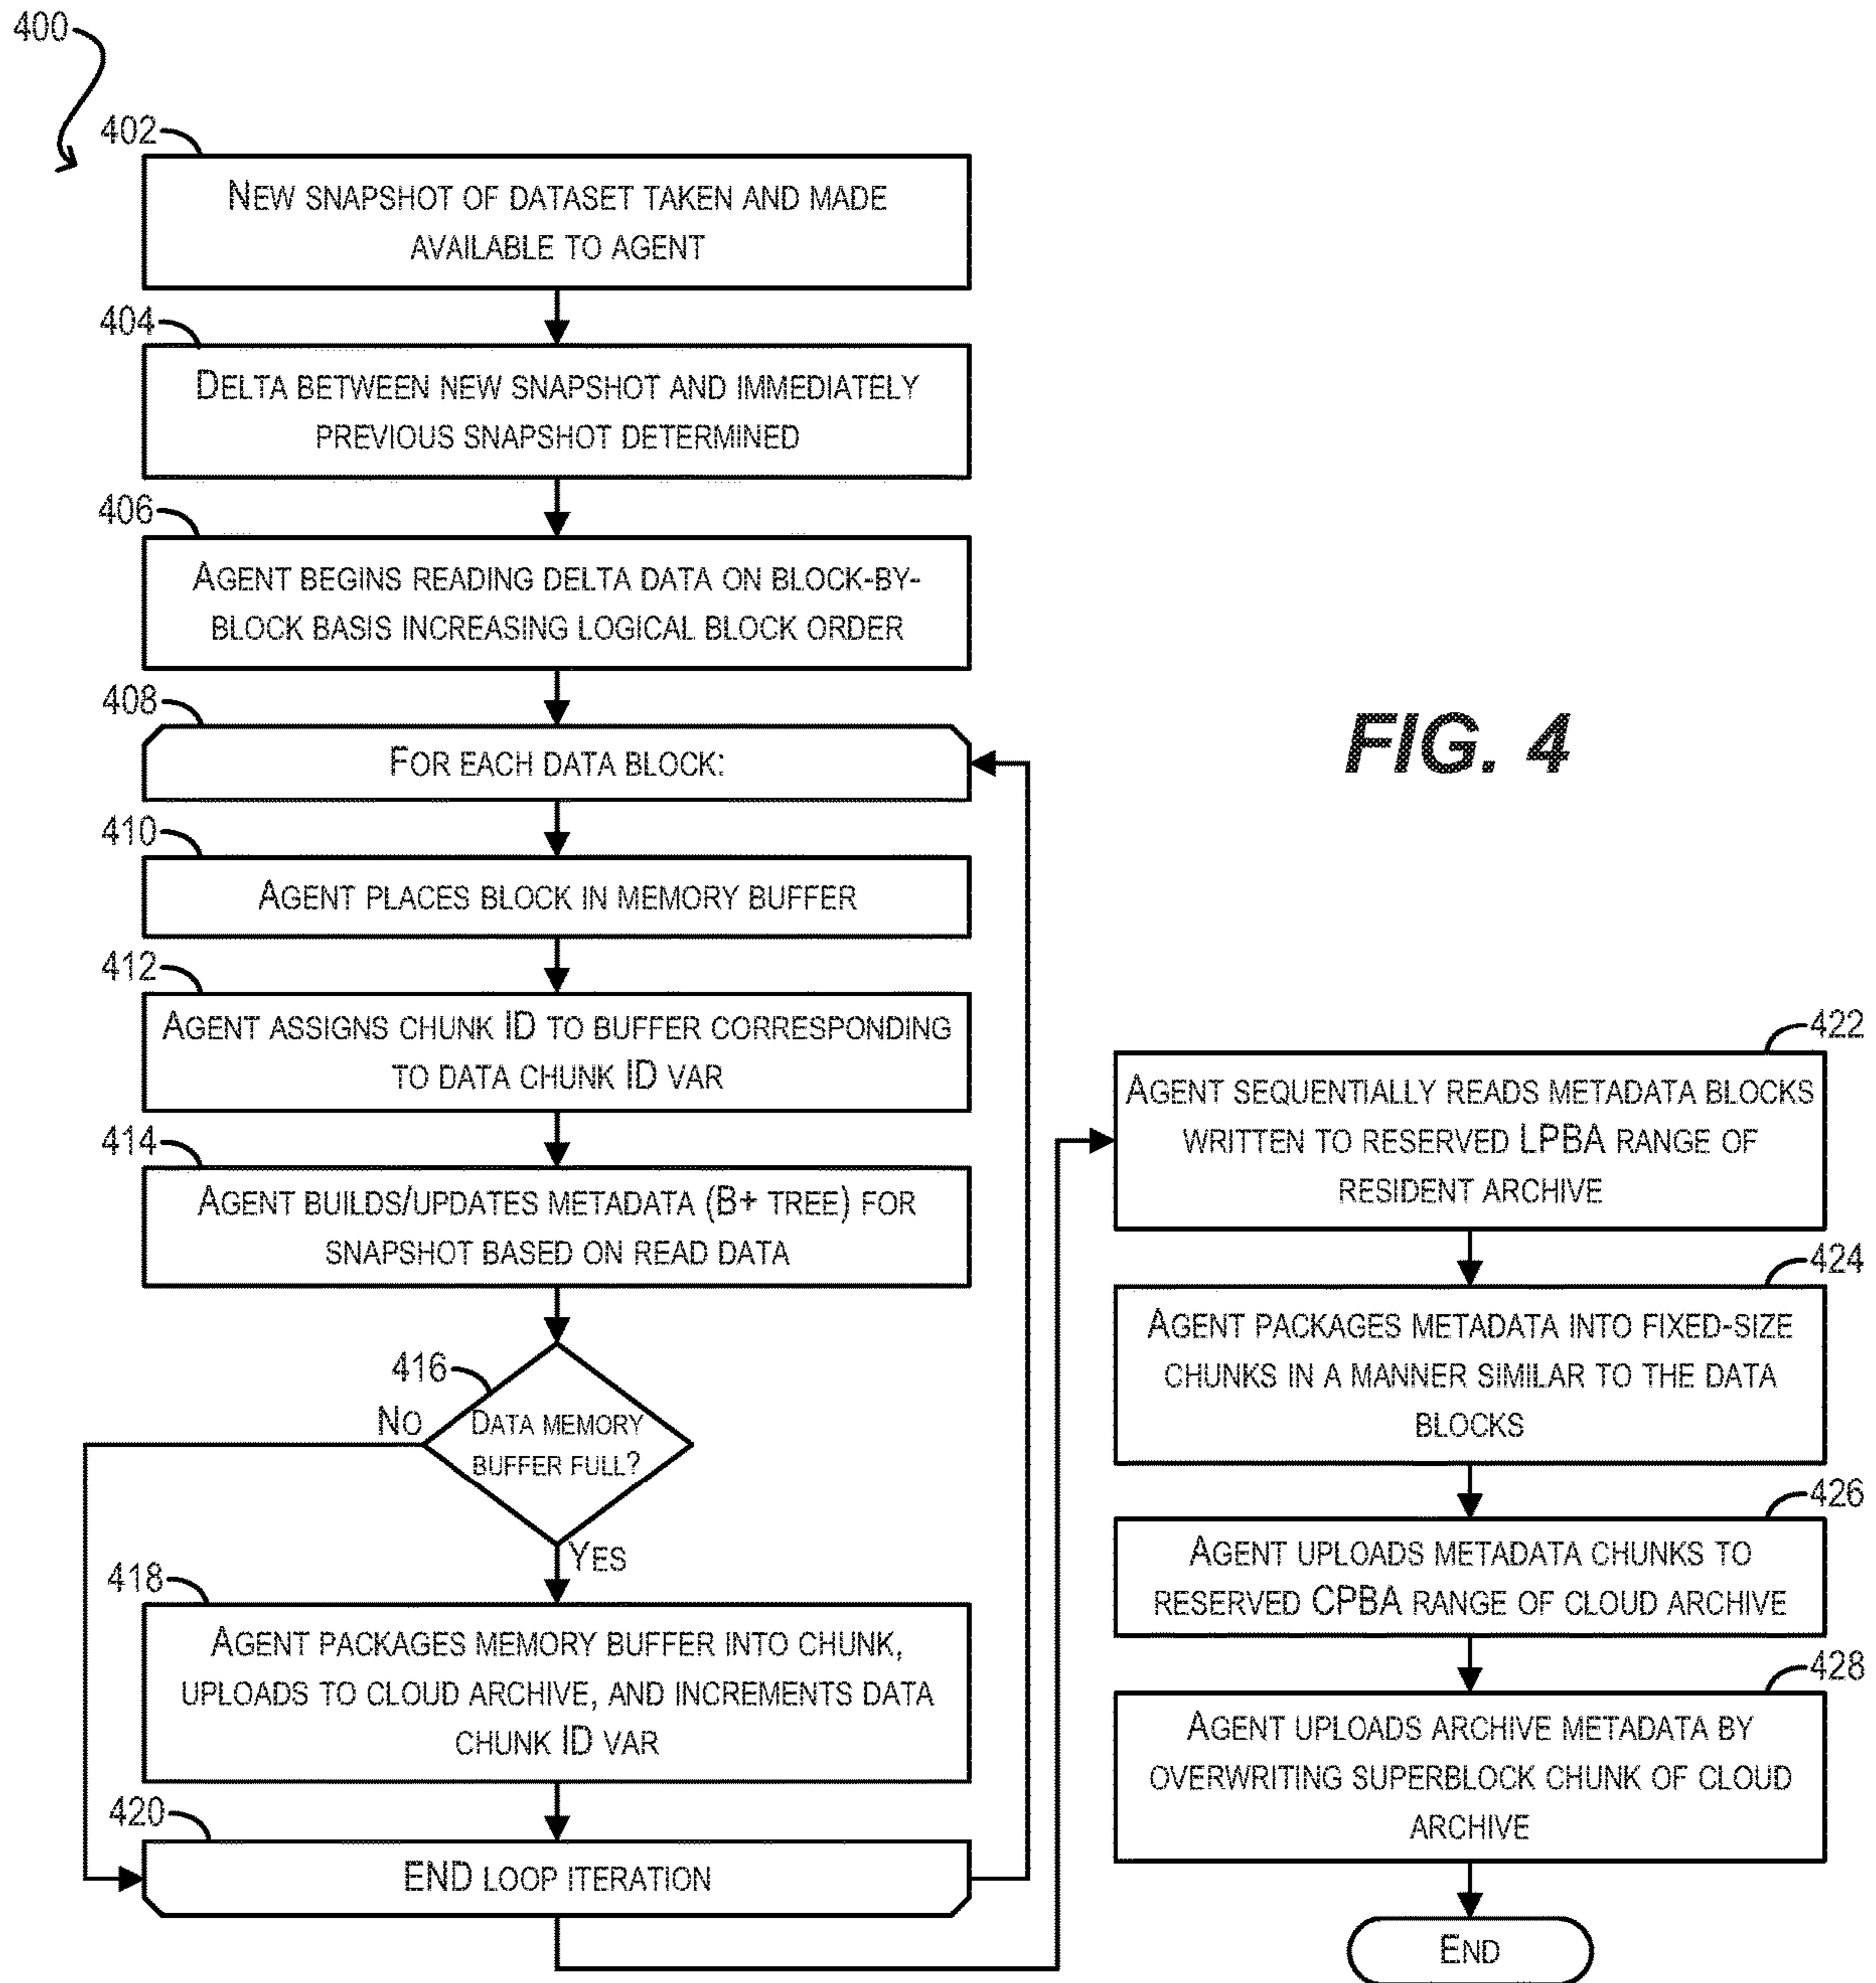 400
402
New snapshot of dataset taken and made
available to agent
404
Delta between new snapshot and immediately
previous snapshot determined
406
Agent begins reading delta data on block-by-
block basis increasing logical block order
408
For each data block:
410
Agent places block in memory buffer
412
Agent assigns chunk ID to buffer corresponding
to data chunk ID var
414
Agent builds/updates metadata (B+ tree) for
snapshot based on read data
416
No
Data memory
buffer full?
Yes
418
Agent packages memory buffer into chunk,
uploads to cloud archive, and increments data
chunk ID var
420
END loop iteration
FIG. 4
422
Agent sequentially reads metadata blocks
written to reserved LPBA range of
resident archive
424
Agent packages metadata into fixed-size
chunks in a manner similar to the data
blocks
426
Agent uploads metadata chunks to
reserved CPBA range of cloud archive
428
Agent uploads archive metadata by
overwriting superblock chunk of cloud
archive
End